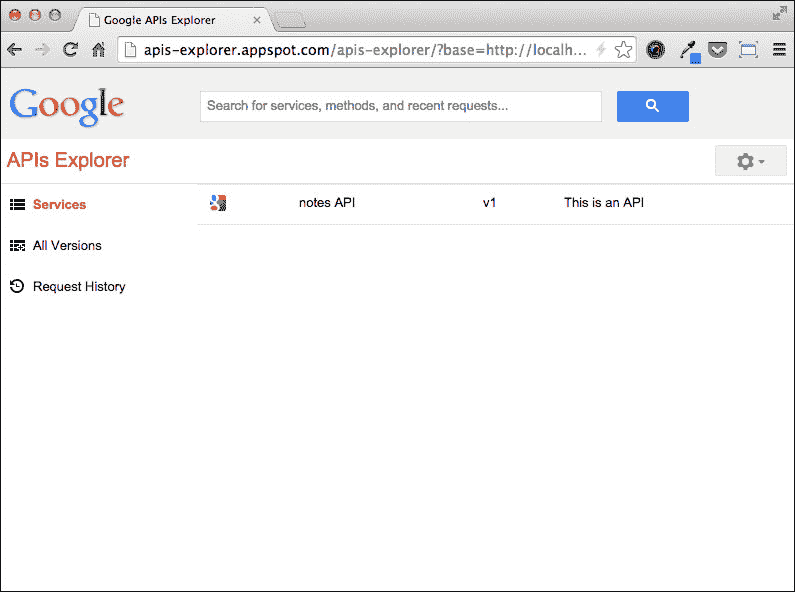 Google APIs Explorer
apis-explorer.appspot.com/apis-explorer/?base=http://localh...
Google
Search for services, methods, and recent requests...
APIs Explorer
Services
notes API v1 This is an API
All Versions
Request History